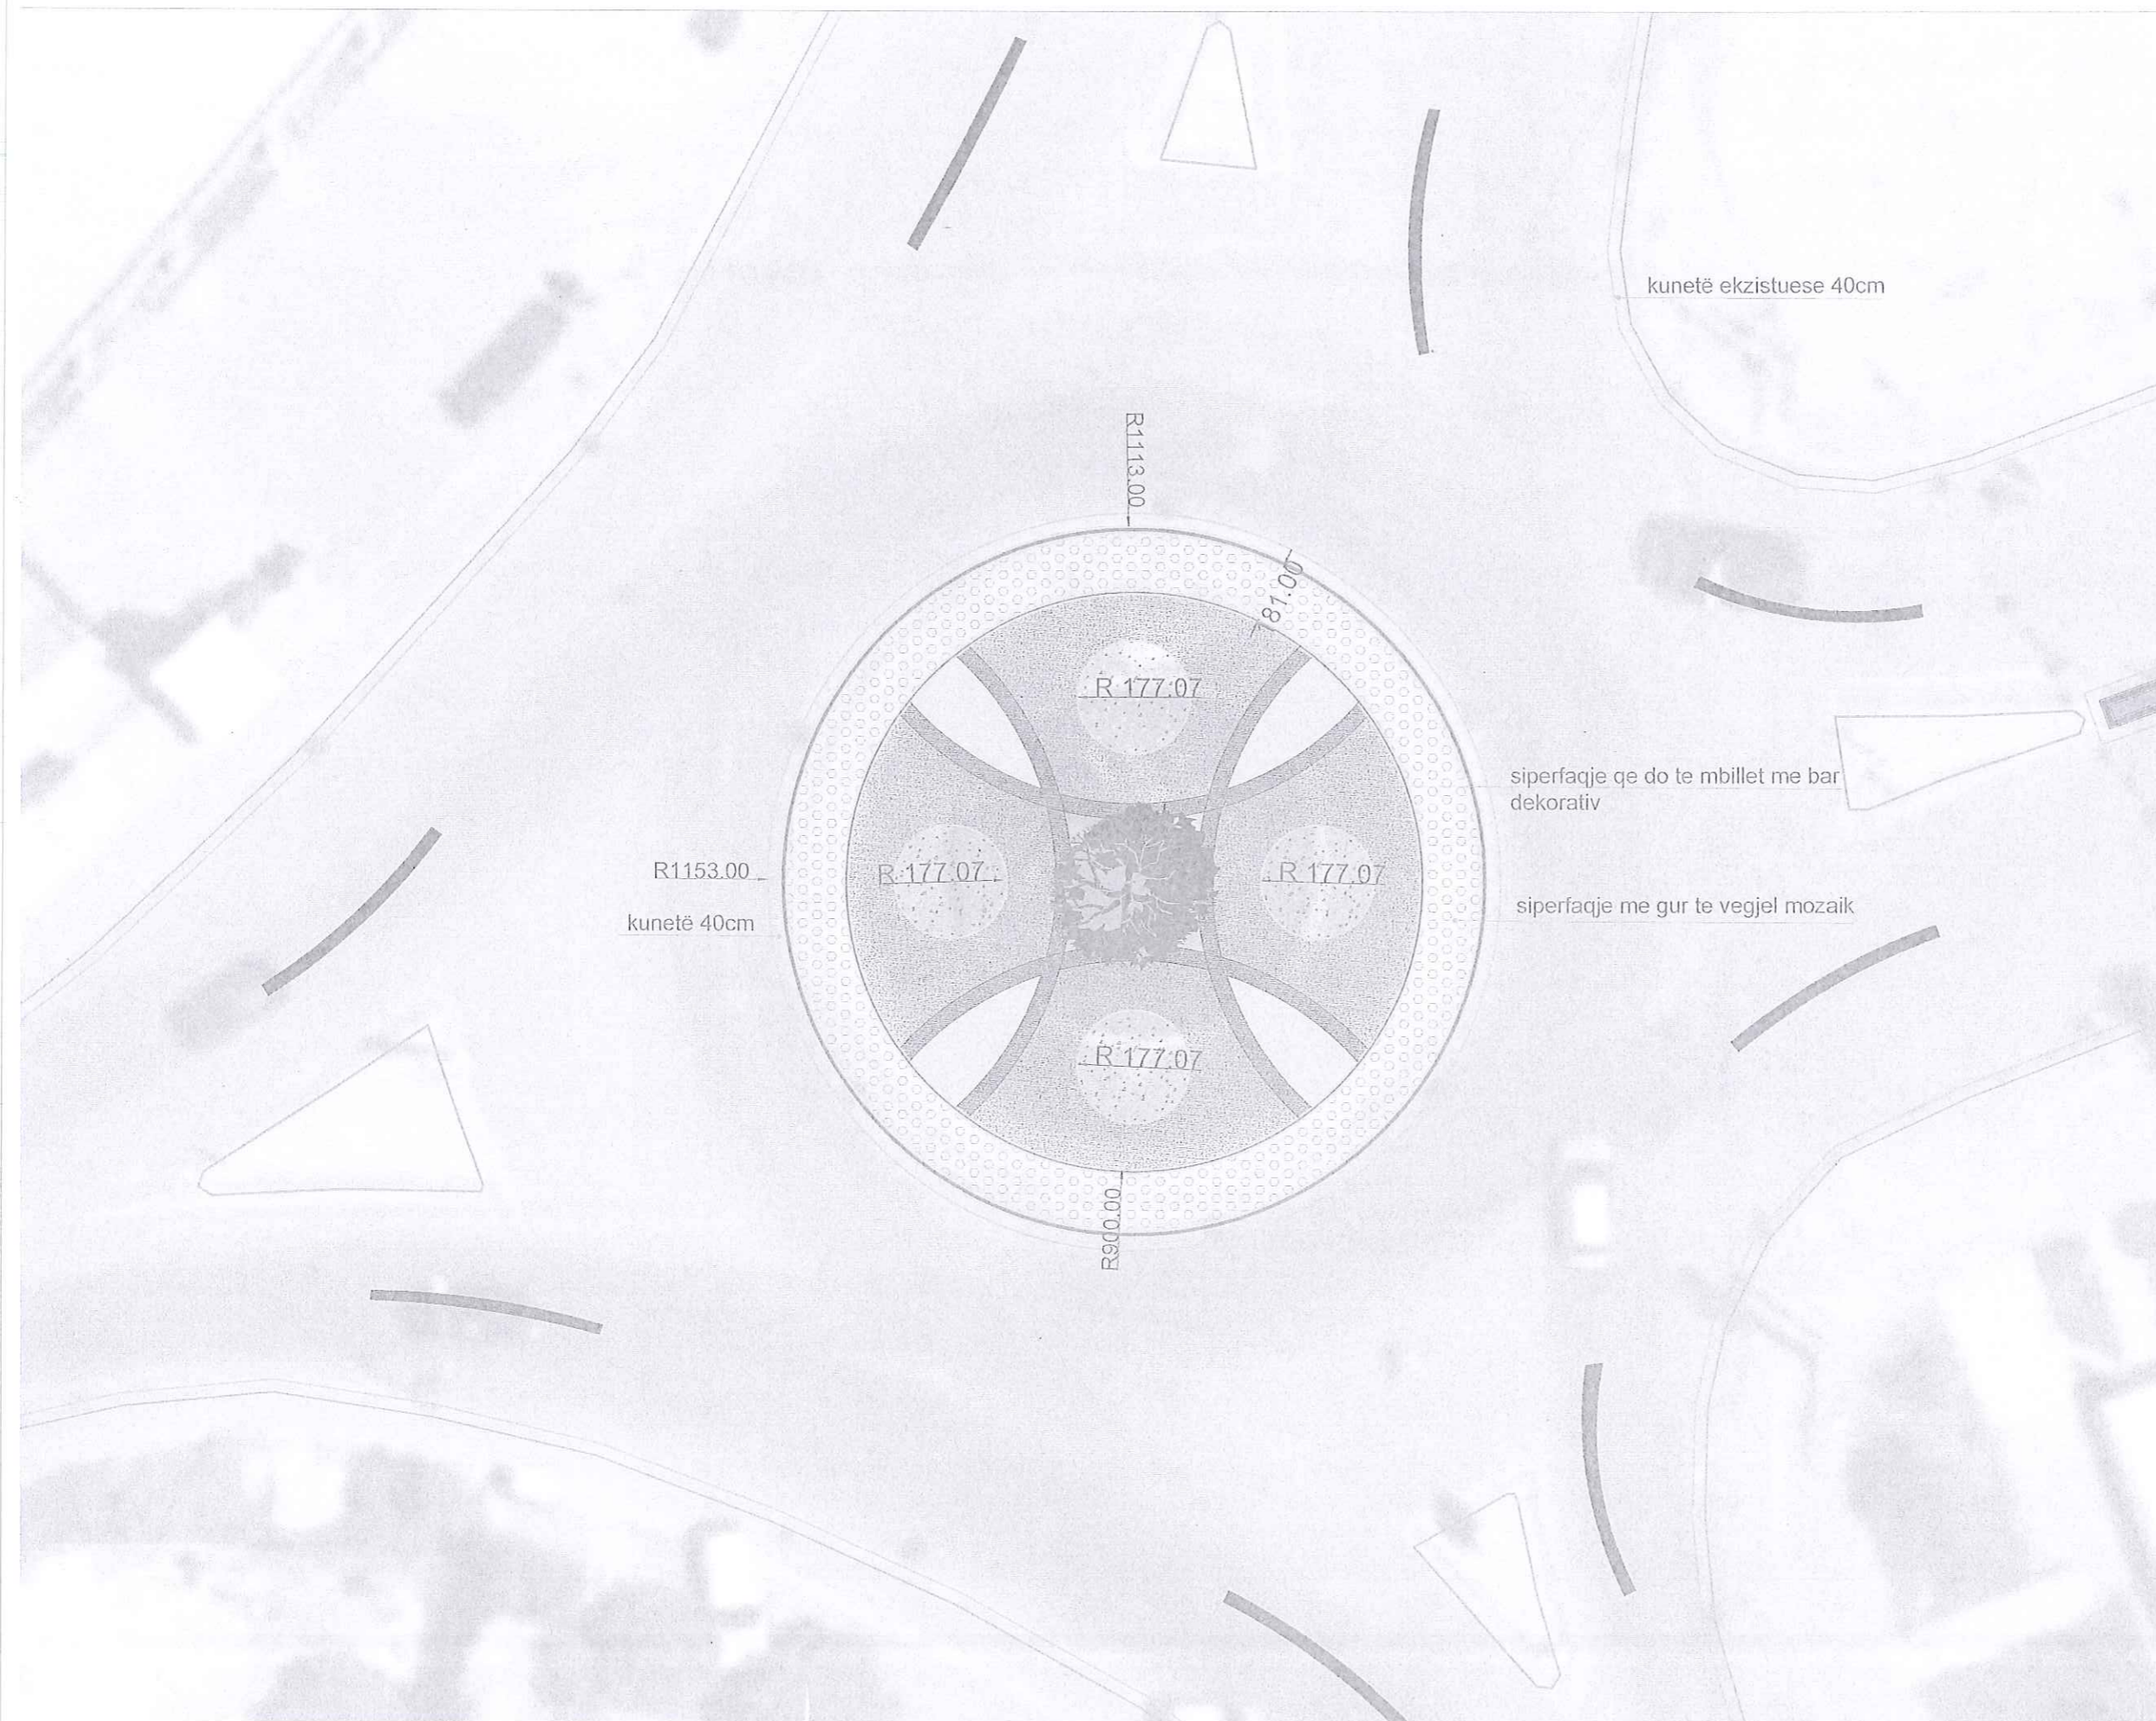 kunetë ekzistuese 40cm
R1113.00
81.00
R 177.07
siperfaqje qe do te mbillet me bar
dekorativ
R1153.00
R 177.07
R 177.07
kunetë 40cm
siperfaqje me gur te vegjel mozaik
R 177.07
R900.00